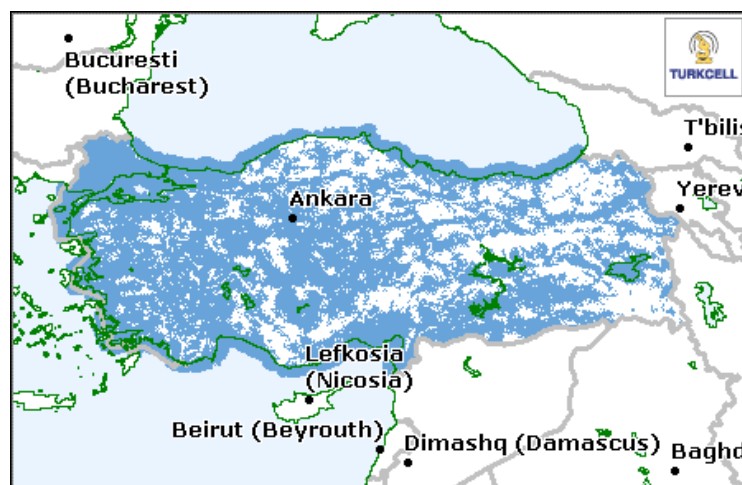 Bucuresti
(Bucharest)
TURKCELL
T'bilis
Ankara
Yerev
Lefkosia
(Nicosia)
Beirut (Beyrouth)
Dimashq (Damascus)
Baghd